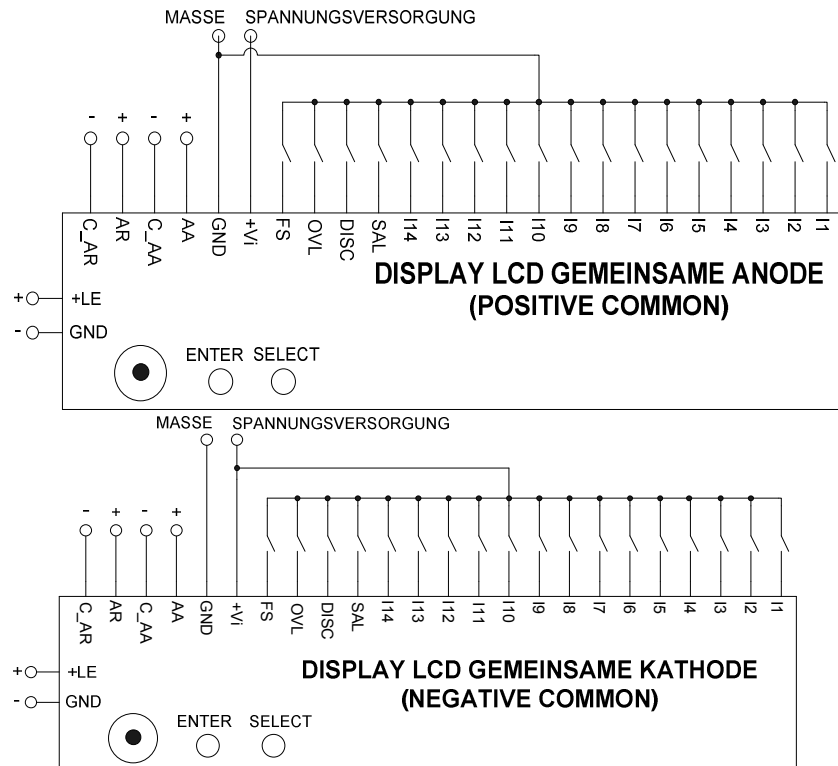 MASSE SPANNUNGSVERSORGUNG
- + - +
C_AR AR C_AA AA GND +Vi FS OVL DISC SAL I14 I13 I12 I11 I10 I9 I8 I7 I6 I5 I4 I3 I2 I1
DISPLAY LCD GEMEINSAME ANODE
(POSITIVE COMMON)
+ +LE
- GND
ENTER SELECT
MASSE SPANNUNGSVERSORGUNG
- + - +
C_AR AR C_AA AA GND +Vi FS OVL DISC SAL I14 I13 I12 I11 I10 I9 I8 I7 I6 I5 I4 I3 I2 I1
DISPLAY LCD GEMEINSAME KATHODE
(NEGATIVE COMMON)
+ +LE
- GND
ENTER SELECT